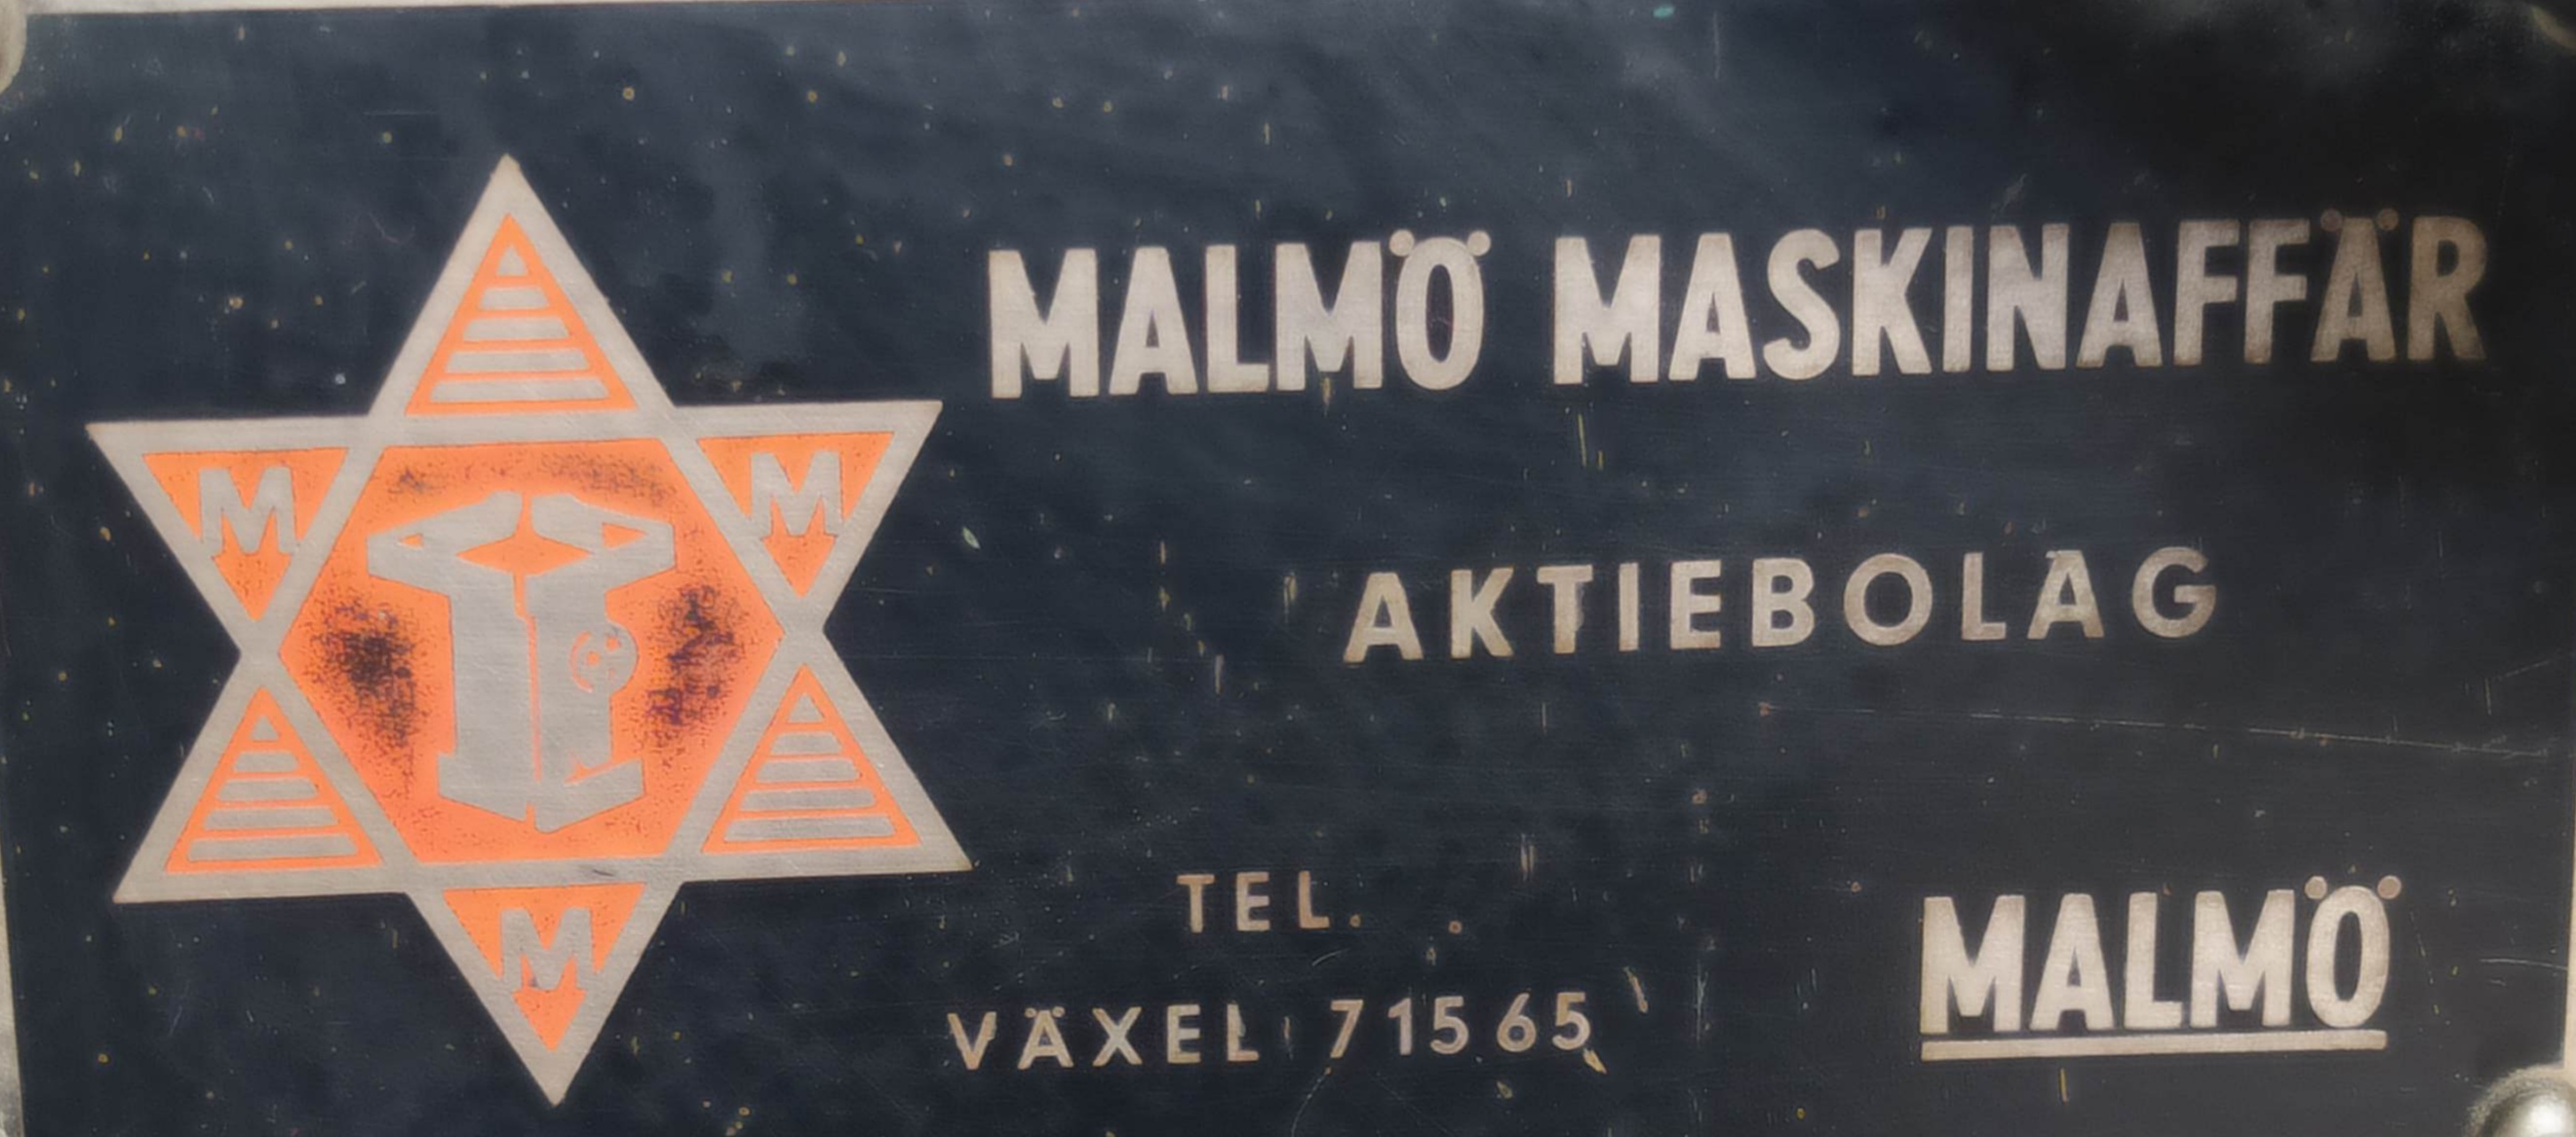 MALMÖ MASKINAFFÄR
AKTIEBOLAG
M M
M
TEL.
VÄXEL 71565
MALMÖ